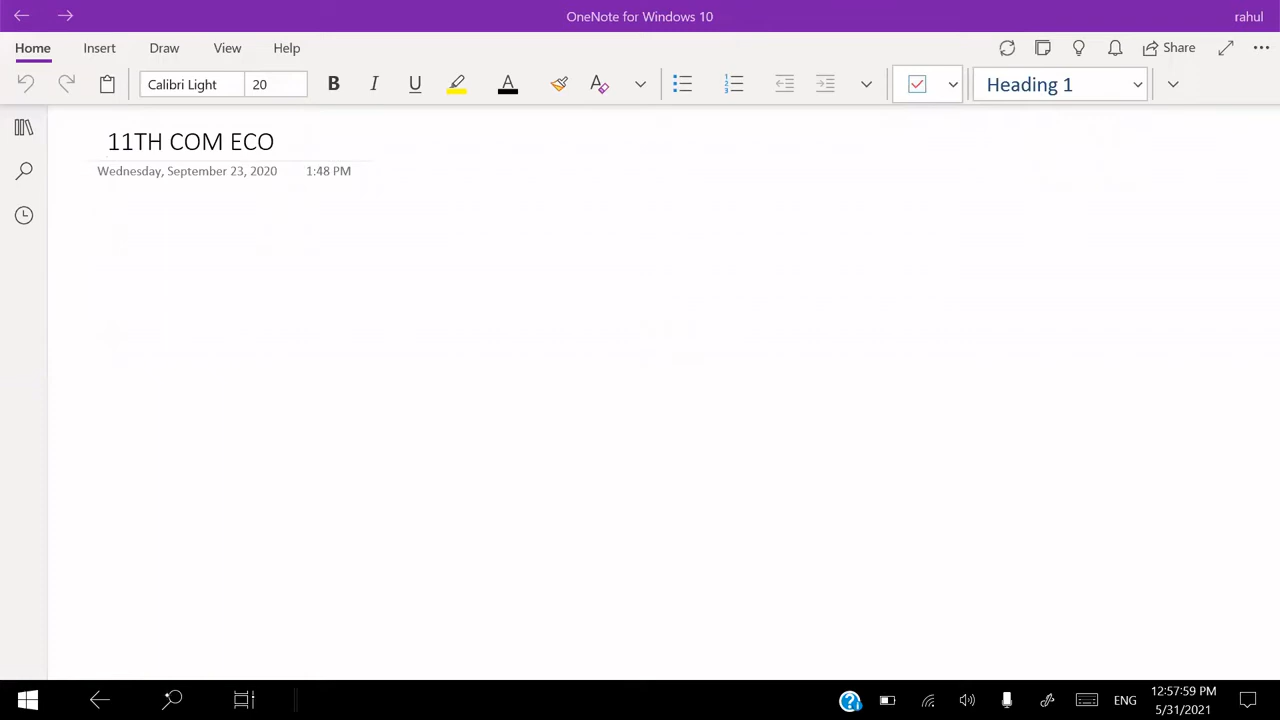 OneNote for Windows 10
rahul
Home Insert Draw View Help
Share
Calibri Light 20 B I U A A Heading 1
11TH COM ECO
Wednesday, September 23, 2020 1:48 PM
ENG
12:57:59 PM
5/31/2021